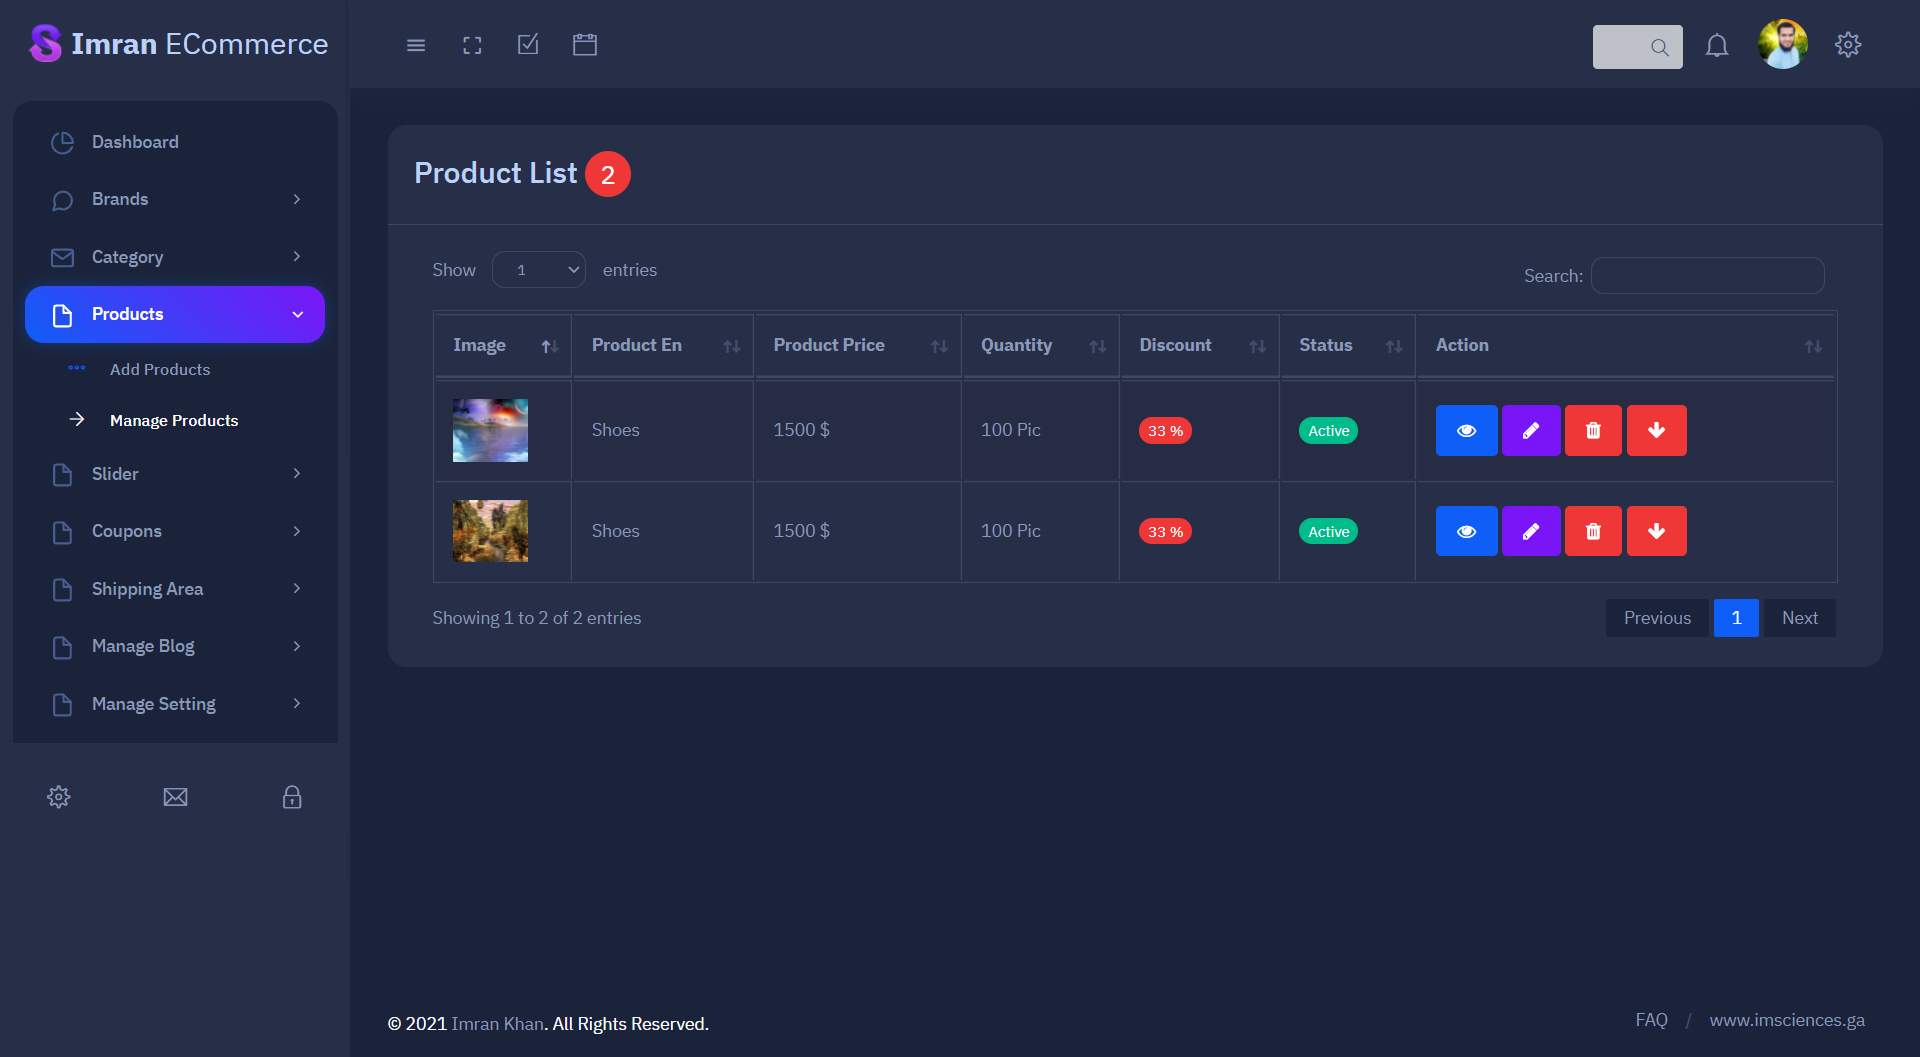 Imran ECommerce
Dashboard
Brands
Category
Products
Add Products
Manage Products
Slider
Coupons
Shipping Area
Manage Blog
Manage Setting
Product List 2
Show 1 entries
Search:
Image Product En Product Price Quantity Discount Status Action
Shoes 1500 $ 100 Pic 33 % Active
Shoes 1500 $ 100 Pic 33 % Active
Showing 1 to 2 of 2 entries
Previous 1 Next
© 2021 Imran Khan. All Rights Reserved.
FAQ / www.imsciences.ga